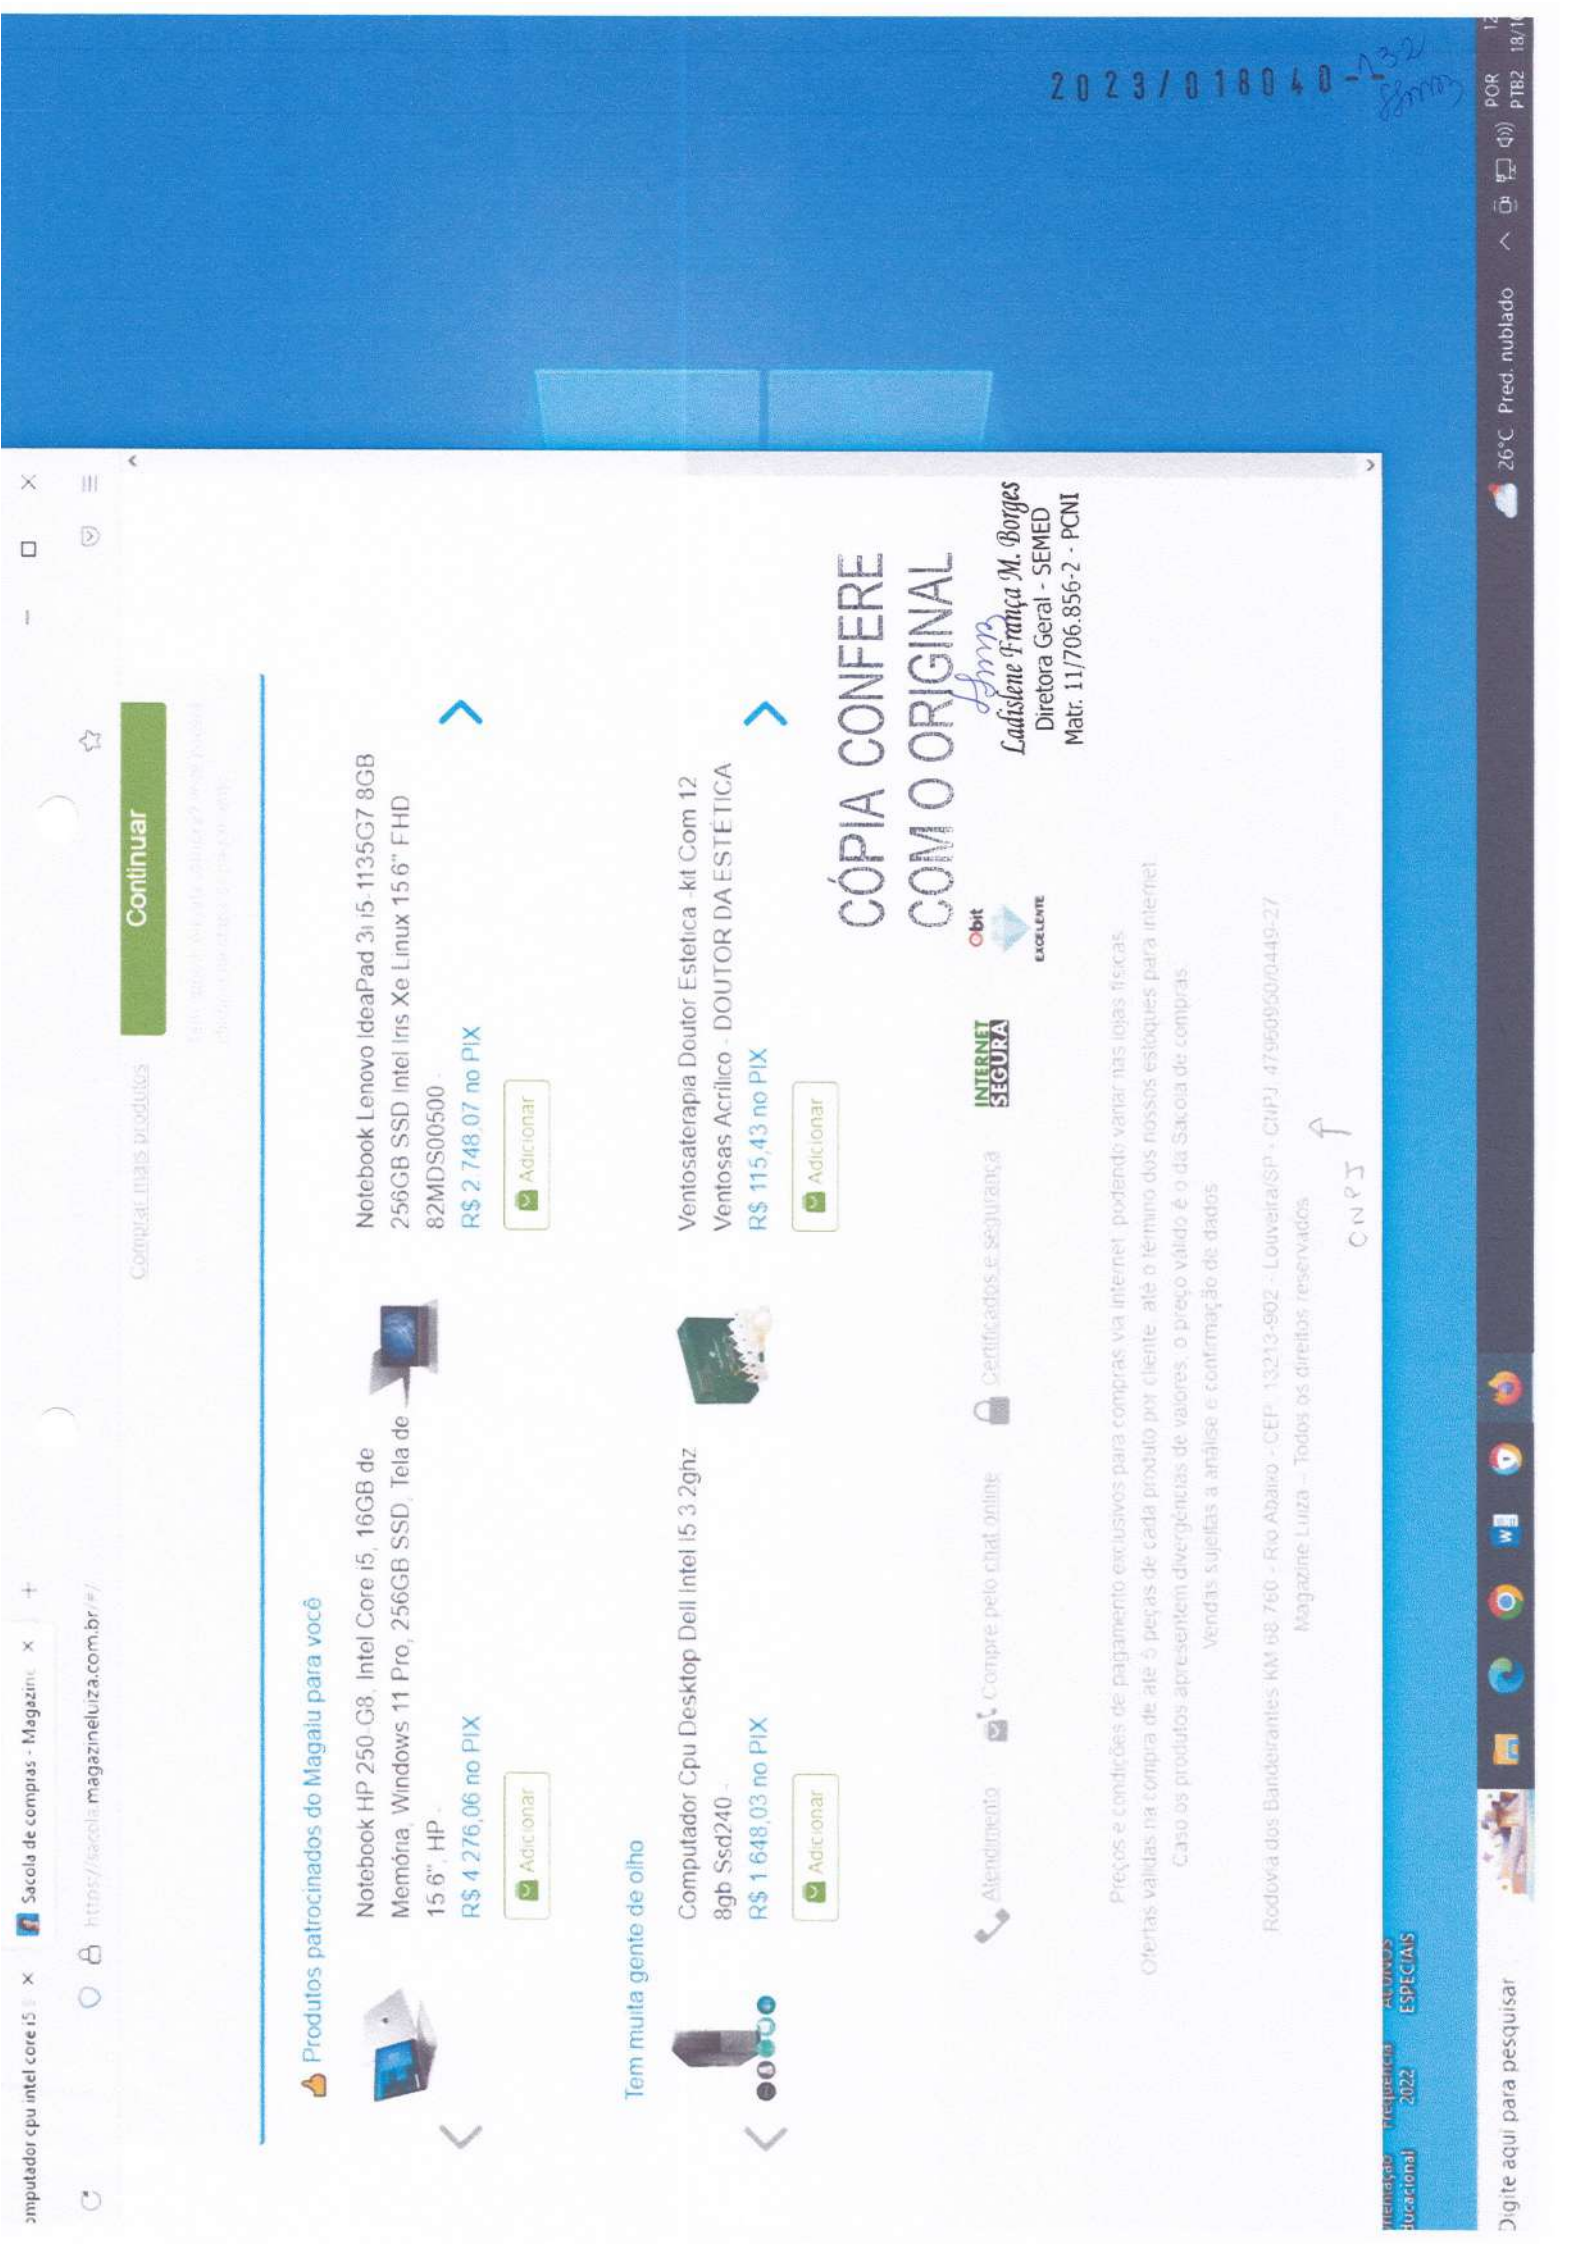 omputador cpu intel core i5
Sacola de compras - Magazine
https://sacola.magazineluiza.com.br/#/
Comprar mais produtos
Continuar
Produtos patrocinados do Magalu para você
Notebook HP 250-G8, Intel Core i5, 16GB de
Memória, Windows 11 Pro, 256GB SSD, Tela de
15 6", HP -
R$ 4 276,06 no PIX
Adicionar
Notebook Lenovo IdeaPad 3i i5-1135G7 8GB
256GB SSD Intel Iris Xe Linux 15 6" FHD
82MDS00500 -
R$ 2 748,07 no PIX
Adicionar
Tem muita gente de olho
Computador Cpu Desktop Dell Intel I5 3 2ghz
8gb Ssd240 -
R$ 1 648,03 no PIX
Adicionar
Ventosaterapia Doutor Estetica -kit Com 12
Ventosas Acrílico - DOUTOR DA ESTÉTICA
R$ 115,43 no PIX
Adicionar
CÓPIA CONFERE
COM O ORIGINAL
Ladislene França M. Borges
Diretora Geral - SEMED
Matr. 11/706.856-2 - PCNI
Atendimento
Compre pelo chat online
Certificados e segurança
INTERNET
SEGURA
Obit
EXCELENTE
Preços e condições de pagamento exclusivos para compras via internet, podendo variar nas lojas físicas.
Ofertas válidas na compra de até 5 peças de cada produto por cliente, até o término dos nossos estoques para internet
Caso os produtos apresentem divergências de valores, o preço válido é o da Sacola de compras.
Vendas sujeitas a análise e confirmação de dados
Rodovia dos Bandeirantes KM 68 760 - Rio Abaixo - CEP: 13213-902 - Louveira/SP - CNPJ: 47960950/0449-27
Magazine Luiza – Todos os direitos reservados
CNPJ
2023/018040-132
Frequência
2022
ALUNOS
ESPECIAIS
Digite aqui para pesquisar
26°C Pred. nublado
POR
PTB2